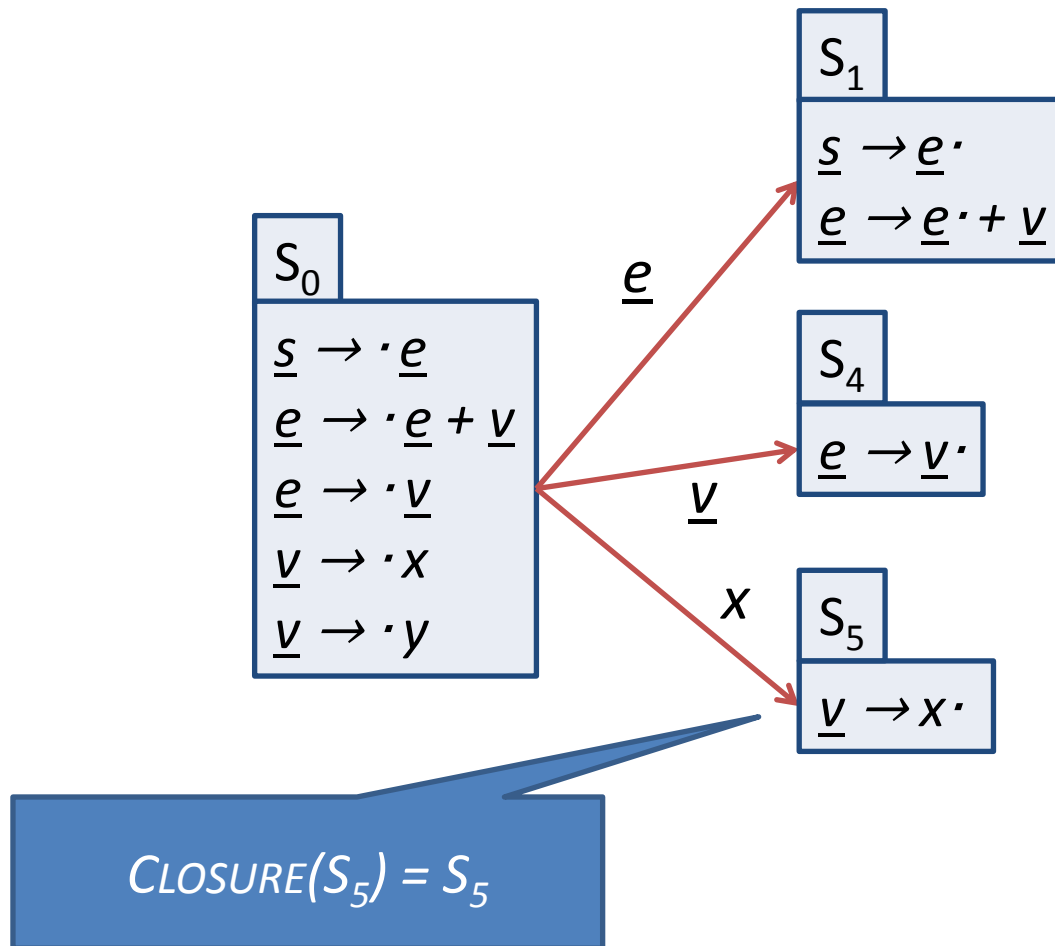 S₁
s → e·
e → e· + v
S₀
s → · e
e → · e + v
e → · v
v → · x
v → · y
e
S₄
e → v·
v
x
S₅
v → x·
CLOSURE(S₅) = S₅